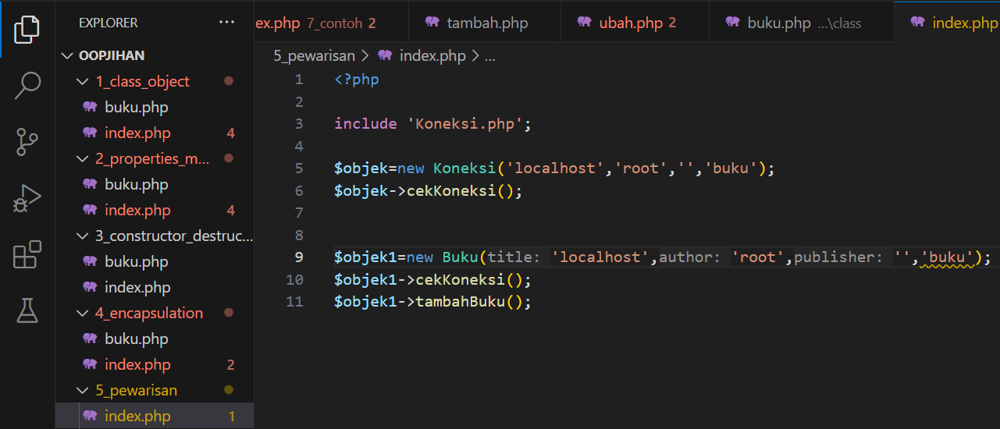 EXPLORER ...
OOPJIHAN
1_class_object
buku.php
index.php 4
2_properties_m...
buku.php
index.php 4
3_constructor_destruc...
buku.php
index.php
4_encapsulation
buku.php
index.php 2
5_pewarisan
index.php 1
ex.php 7_contoh 2 tambah.php ubah.php 2 buku.php ...\class index.php
5_pewarisan > index.php > ...
1 <?php
2
3 include 'Koneksi.php';
4
5 $objek=new Koneksi('localhost','root','','buku');
6 $objek->cekKoneksi();
7
8
9 $objek1=new Buku(title: 'localhost',author: 'root',publisher: '','buku');
10 $objek1->cekKoneksi();
11 $objek1->tambahBuku();